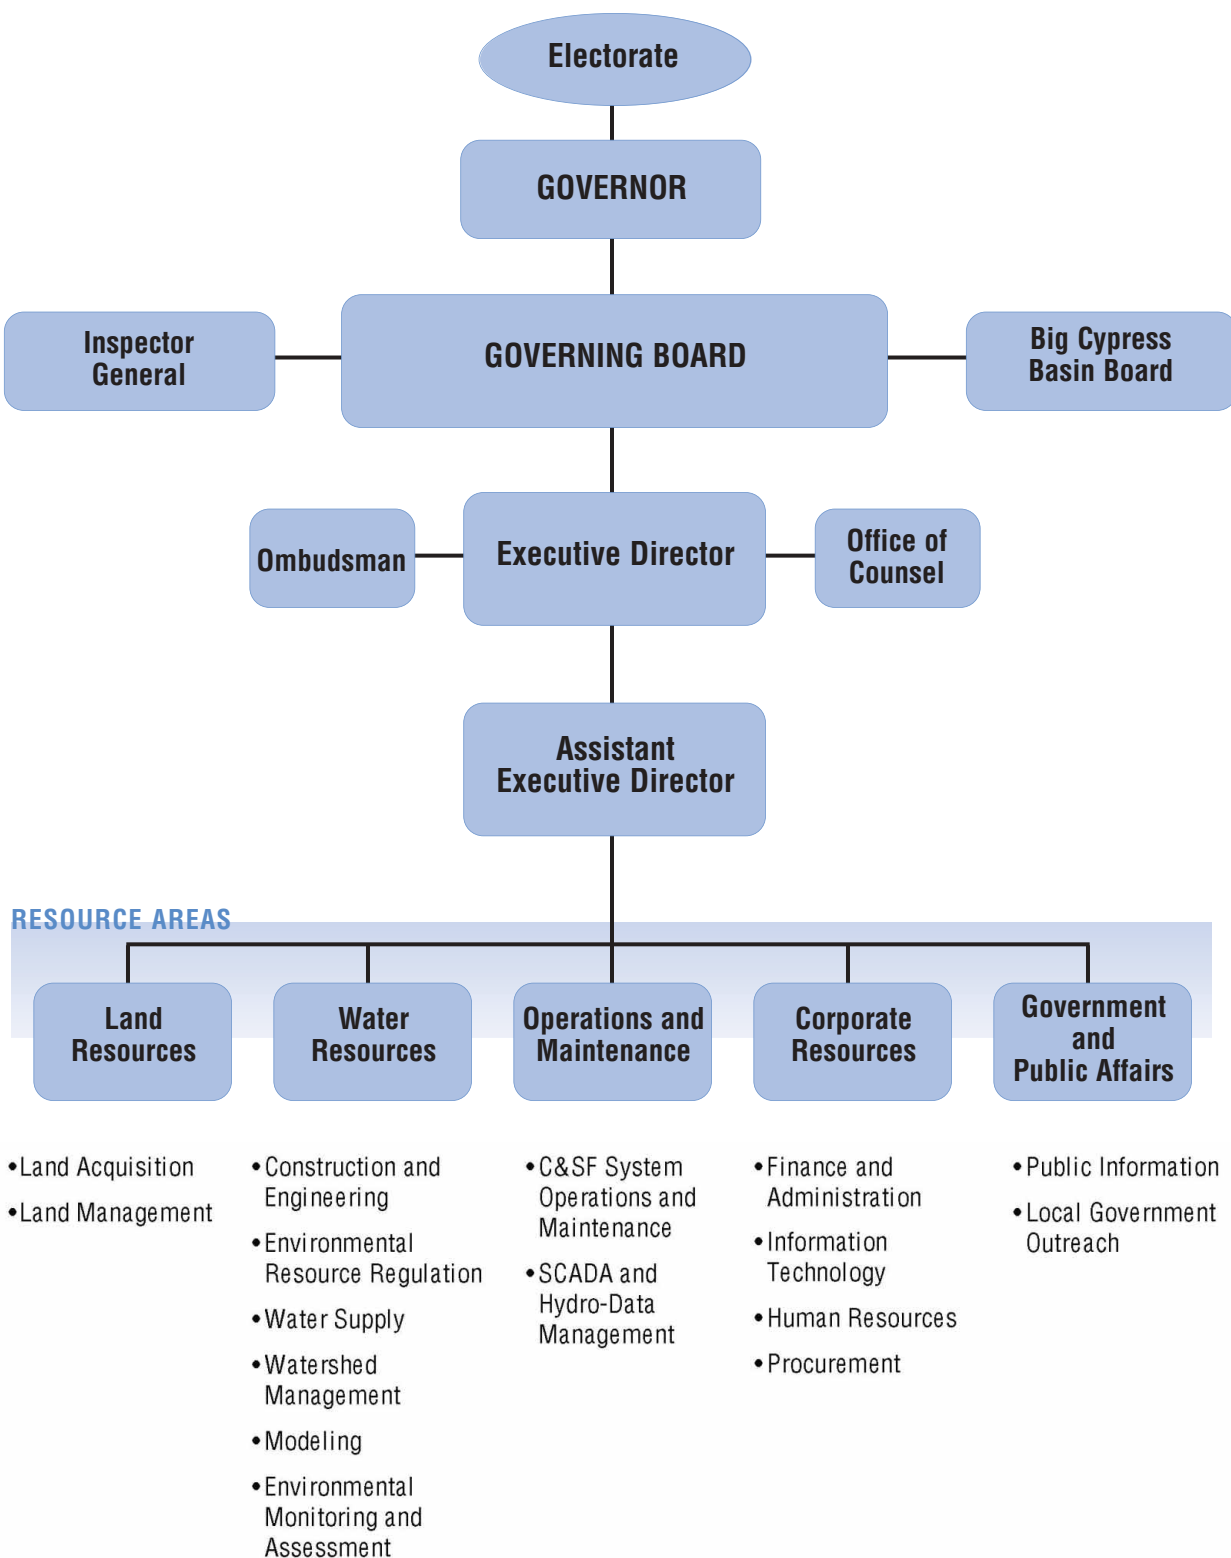 Electorate
GOVERNOR
Inspector
General
GOVERNING BOARD
Big Cypress
Basin Board
Ombudsman
Executive Director
Office of
Counsel
Assistant
Executive Director
RESOURCE AREAS
Land
Resources
Water
Resources
Operations and
Maintenance
Corporate
Resources
Government
and
Public Affairs
•Land Acquisition
•Land Management
•Construction and
Engineering
•Environmental
Resource Regulation
•Water Supply
•Watershed
Management
•Modeling
•Environmental
Monitoring and
Assessment
•C&SF System
Operations and
Maintenance
•SCADA and
Hydro-Data
Management
•Finance and
Administration
•Information
Technology
•Human Resources
•Procurement
•Public Information
•Local Government
Outreach